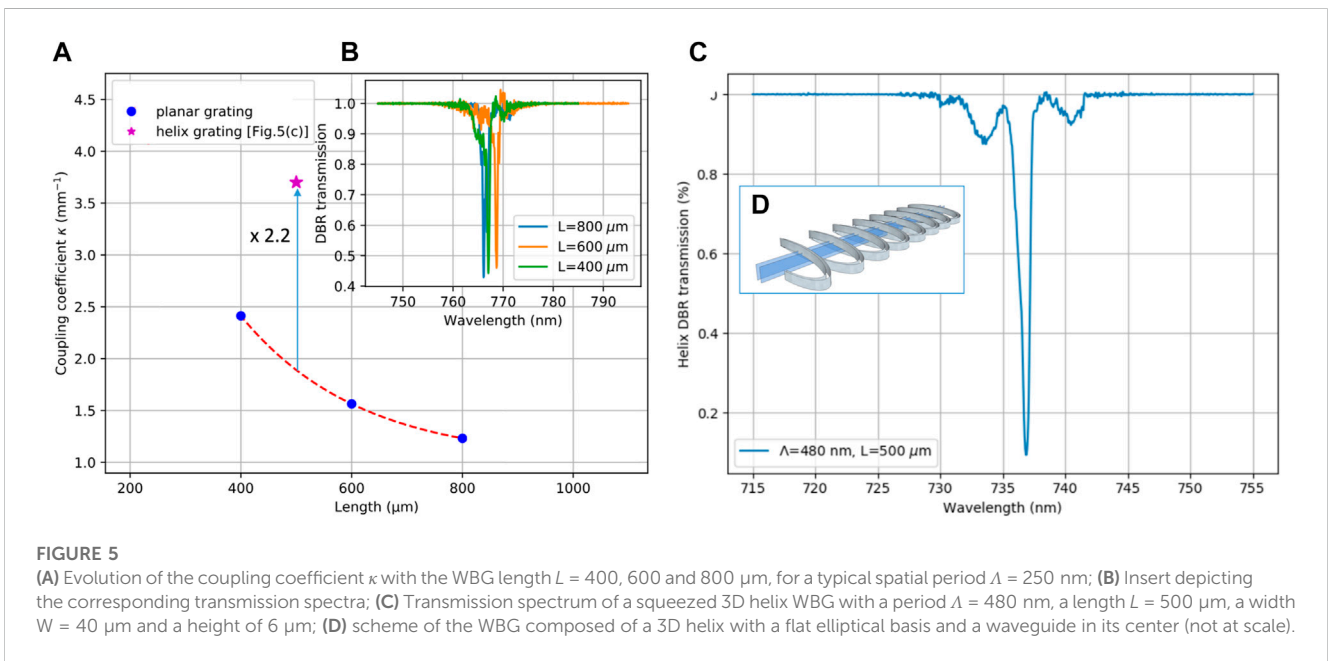 A
B
C
4.5
4.0
3.5
3.0
2.5
2.0
1.5
1.0
Coupling coefficient κ (mm⁻¹)
planar grating
helix grating [Fig.5(c)]
x 2.2
200
400
600
800
1000
Length (μm)
1.0
0.9
0.8
0.7
0.6
0.5
0.4
DBR transmission
L=800 μm
L=600 μm
L=400 μm
750
760
770
780
790
Wavelength (nm)
0.8
0.6
0.4
0.2
Helix DBR transmission (%)
D
Λ=480 nm, L=500 μm
715
720
725
730
735
740
745
750
755
Wavelength (nm)
FIGURE 5
(A) Evolution of the coupling coefficient κ with the WBG length L = 400, 600 and 800 μm, for a typical spatial period Λ = 250 nm; (B) Insert depicting
the corresponding transmission spectra; (C) Transmission spectrum of a squeezed 3D helix WBG with a period Λ = 480 nm, a length L = 500 μm, a width
W = 40 μm and a height of 6 μm; (D) scheme of the WBG composed of a 3D helix with a flat elliptical basis and a waveguide in its center (not at scale).